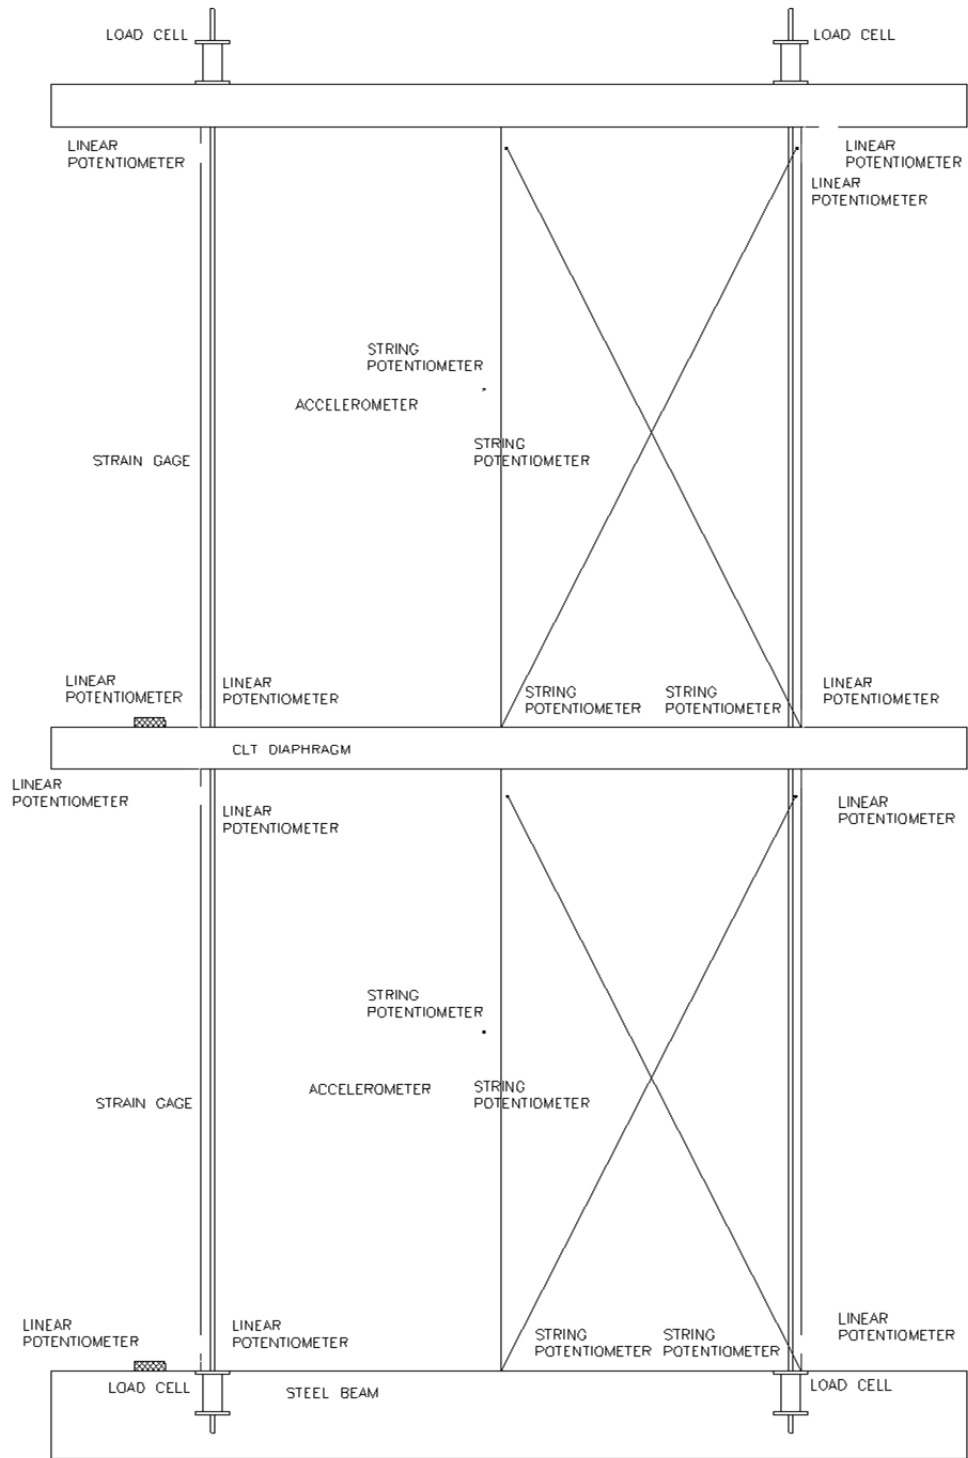 LOAD CELL
LOAD CELL
LINEAR
POTENTIOMETER
LINEAR
POTENTIOMETER
LINEAR
POTENTIOMETER
STRING
POTENTIOMETER
ACCELEROMETER
STRING
POTENTIOMETER
STRAIN GAGE
LINEAR
POTENTIOMETER
LINEAR
POTENTIOMETER
STRING
POTENTIOMETER
STRING
POTENTIOMETER
LINEAR
POTENTIOMETER
CLT DIAPHRAGM
LINEAR
POTENTIOMETER
LINEAR
POTENTIOMETER
LINEAR
POTENTIOMETER
STRING
POTENTIOMETER
ACCELEROMETER
STRING
POTENTIOMETER
STRAIN GAGE
LINEAR
POTENTIOMETER
LINEAR
POTENTIOMETER
STRING
POTENTIOMETER
STRING
POTENTIOMETER
LINEAR
POTENTIOMETER
LOAD CELL
STEEL BEAM
LOAD CELL